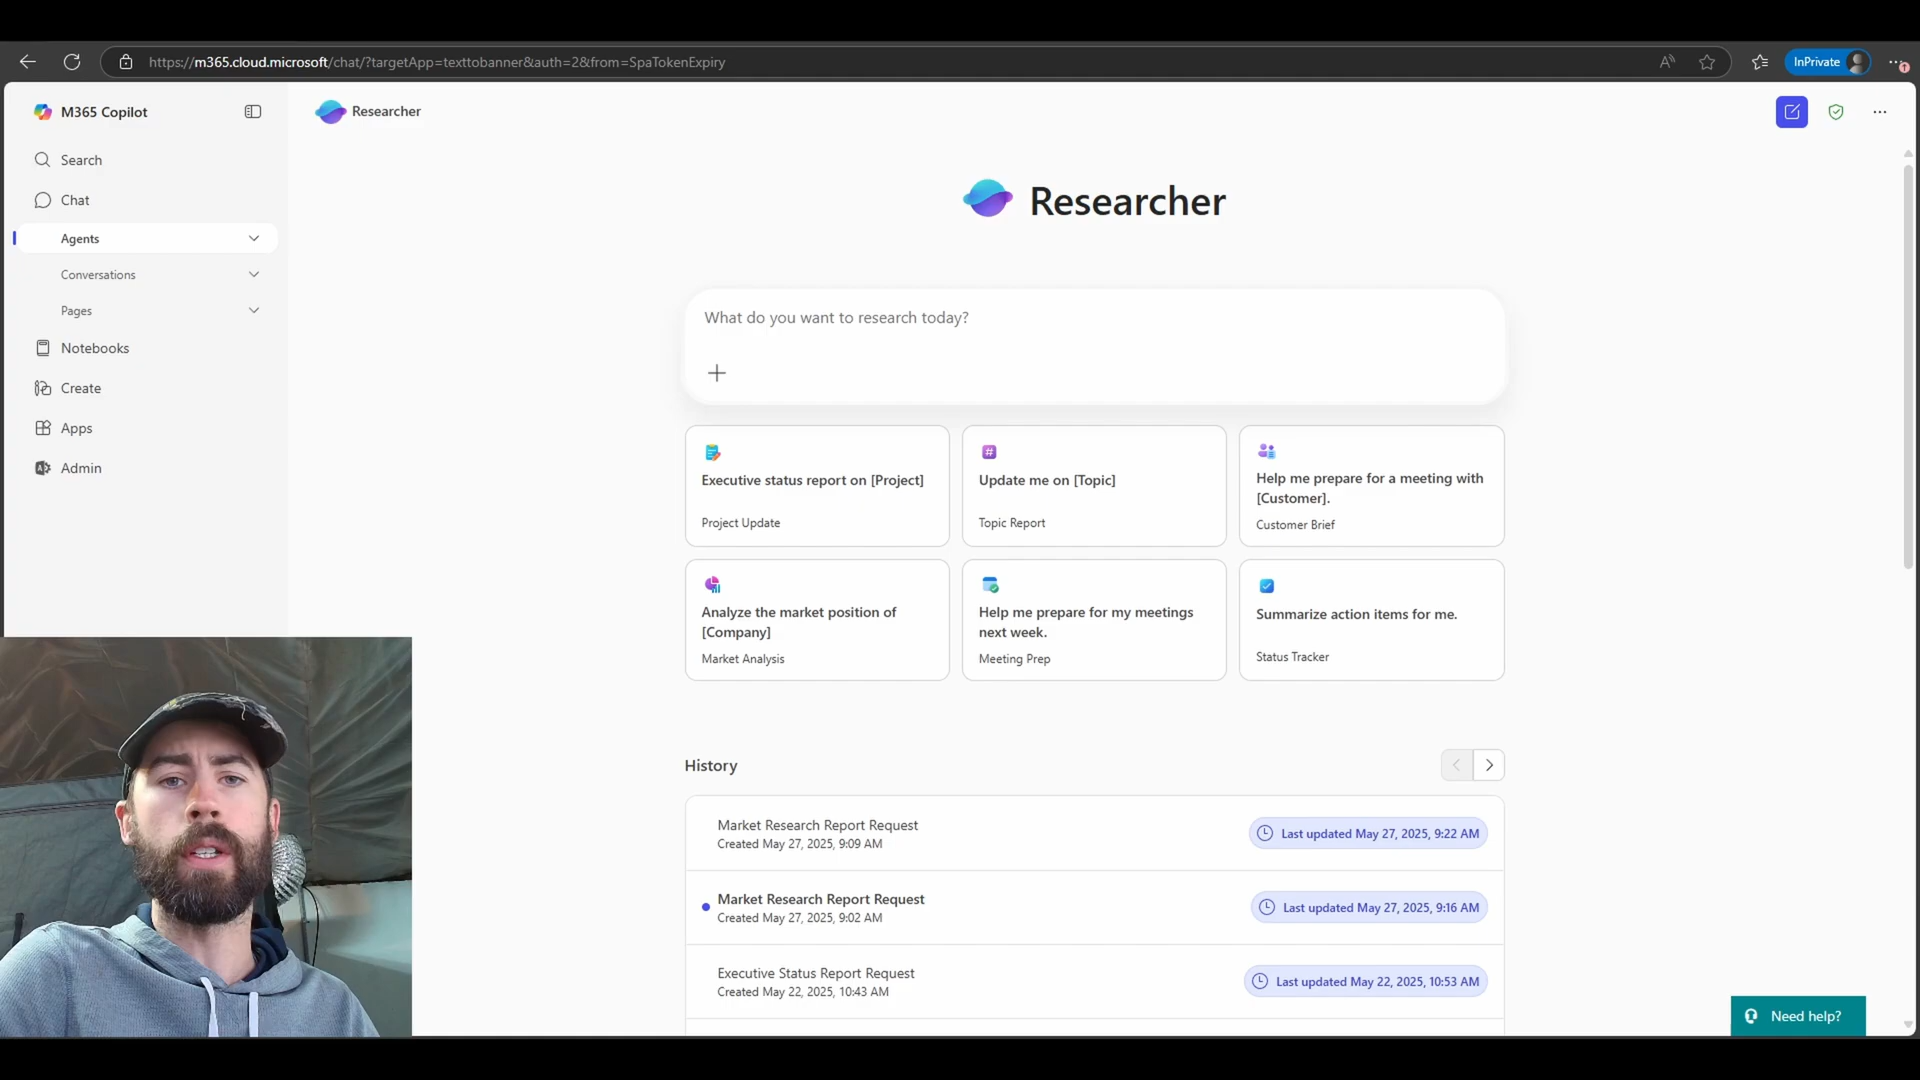 https://m365.cloud.microsoft/chat/?targetApp=texttobanner&auth=2&from=SpaTokenExpiry
InPrivate
M365 Copilot
Search
Chat
Agents
Conversations
Pages
Notebooks
Create
Apps
Admin
Researcher
Researcher
What do you want to research today?
Executive status report on [Project]
Project Update
Update me on [Topic]
Topic Report
Help me prepare for a meeting with
[Customer].
Customer Brief
Analyze the market position of
[Company]
Market Analysis
Help me prepare for my meetings
next week.
Meeting Prep
Summarize action items for me.
Status Tracker
History
Market Research Report Request
Created May 27, 2025, 9:09 AM
Last updated May 27, 2025, 9:22 AM
Market Research Report Request
Created May 27, 2025, 9:02 AM
Last updated May 27, 2025, 9:16 AM
Executive Status Report Request
Created May 22, 2025, 10:43 AM
Last updated May 22, 2025, 10:53 AM
Need help?